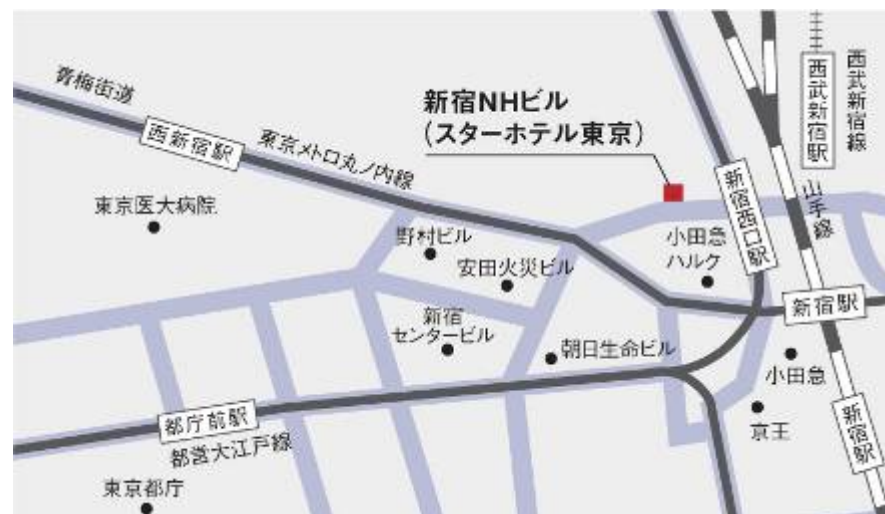 青梅街道
西新宿駅
東京メトロ丸ノ内線
新宿NHビル
(スターホテル東京)
西武新宿駅
西武新宿線
山手線
新宿西口駅
東京医大病院
野村ビル
安田火災ビル
小田急
ハルク
新宿駅
新宿
センタービル
朝日生命ビル
小田急
京王
新宿駅
都庁前駅
都営大江戸線
東京都庁